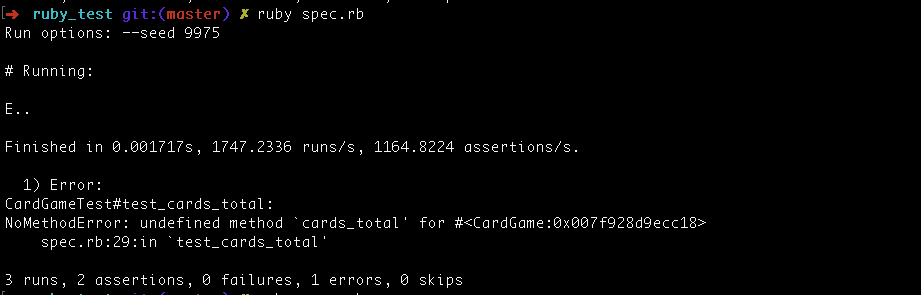 [➜  ruby_test git:(master) ✗ ruby spec.rb
Run options: --seed 9975

# Running:

E..

Finished in 0.001717s, 1747.2336 runs/s, 1164.8224 assertions/s.

  1) Error:
CardGameTest#test_cards_total:
NoMethodError: undefined method `cards_total' for #<CardGame:0x007f928d9ecc18>
    spec.rb:29:in `test_cards_total'

3 runs, 2 assertions, 0 failures, 1 errors, 0 skips